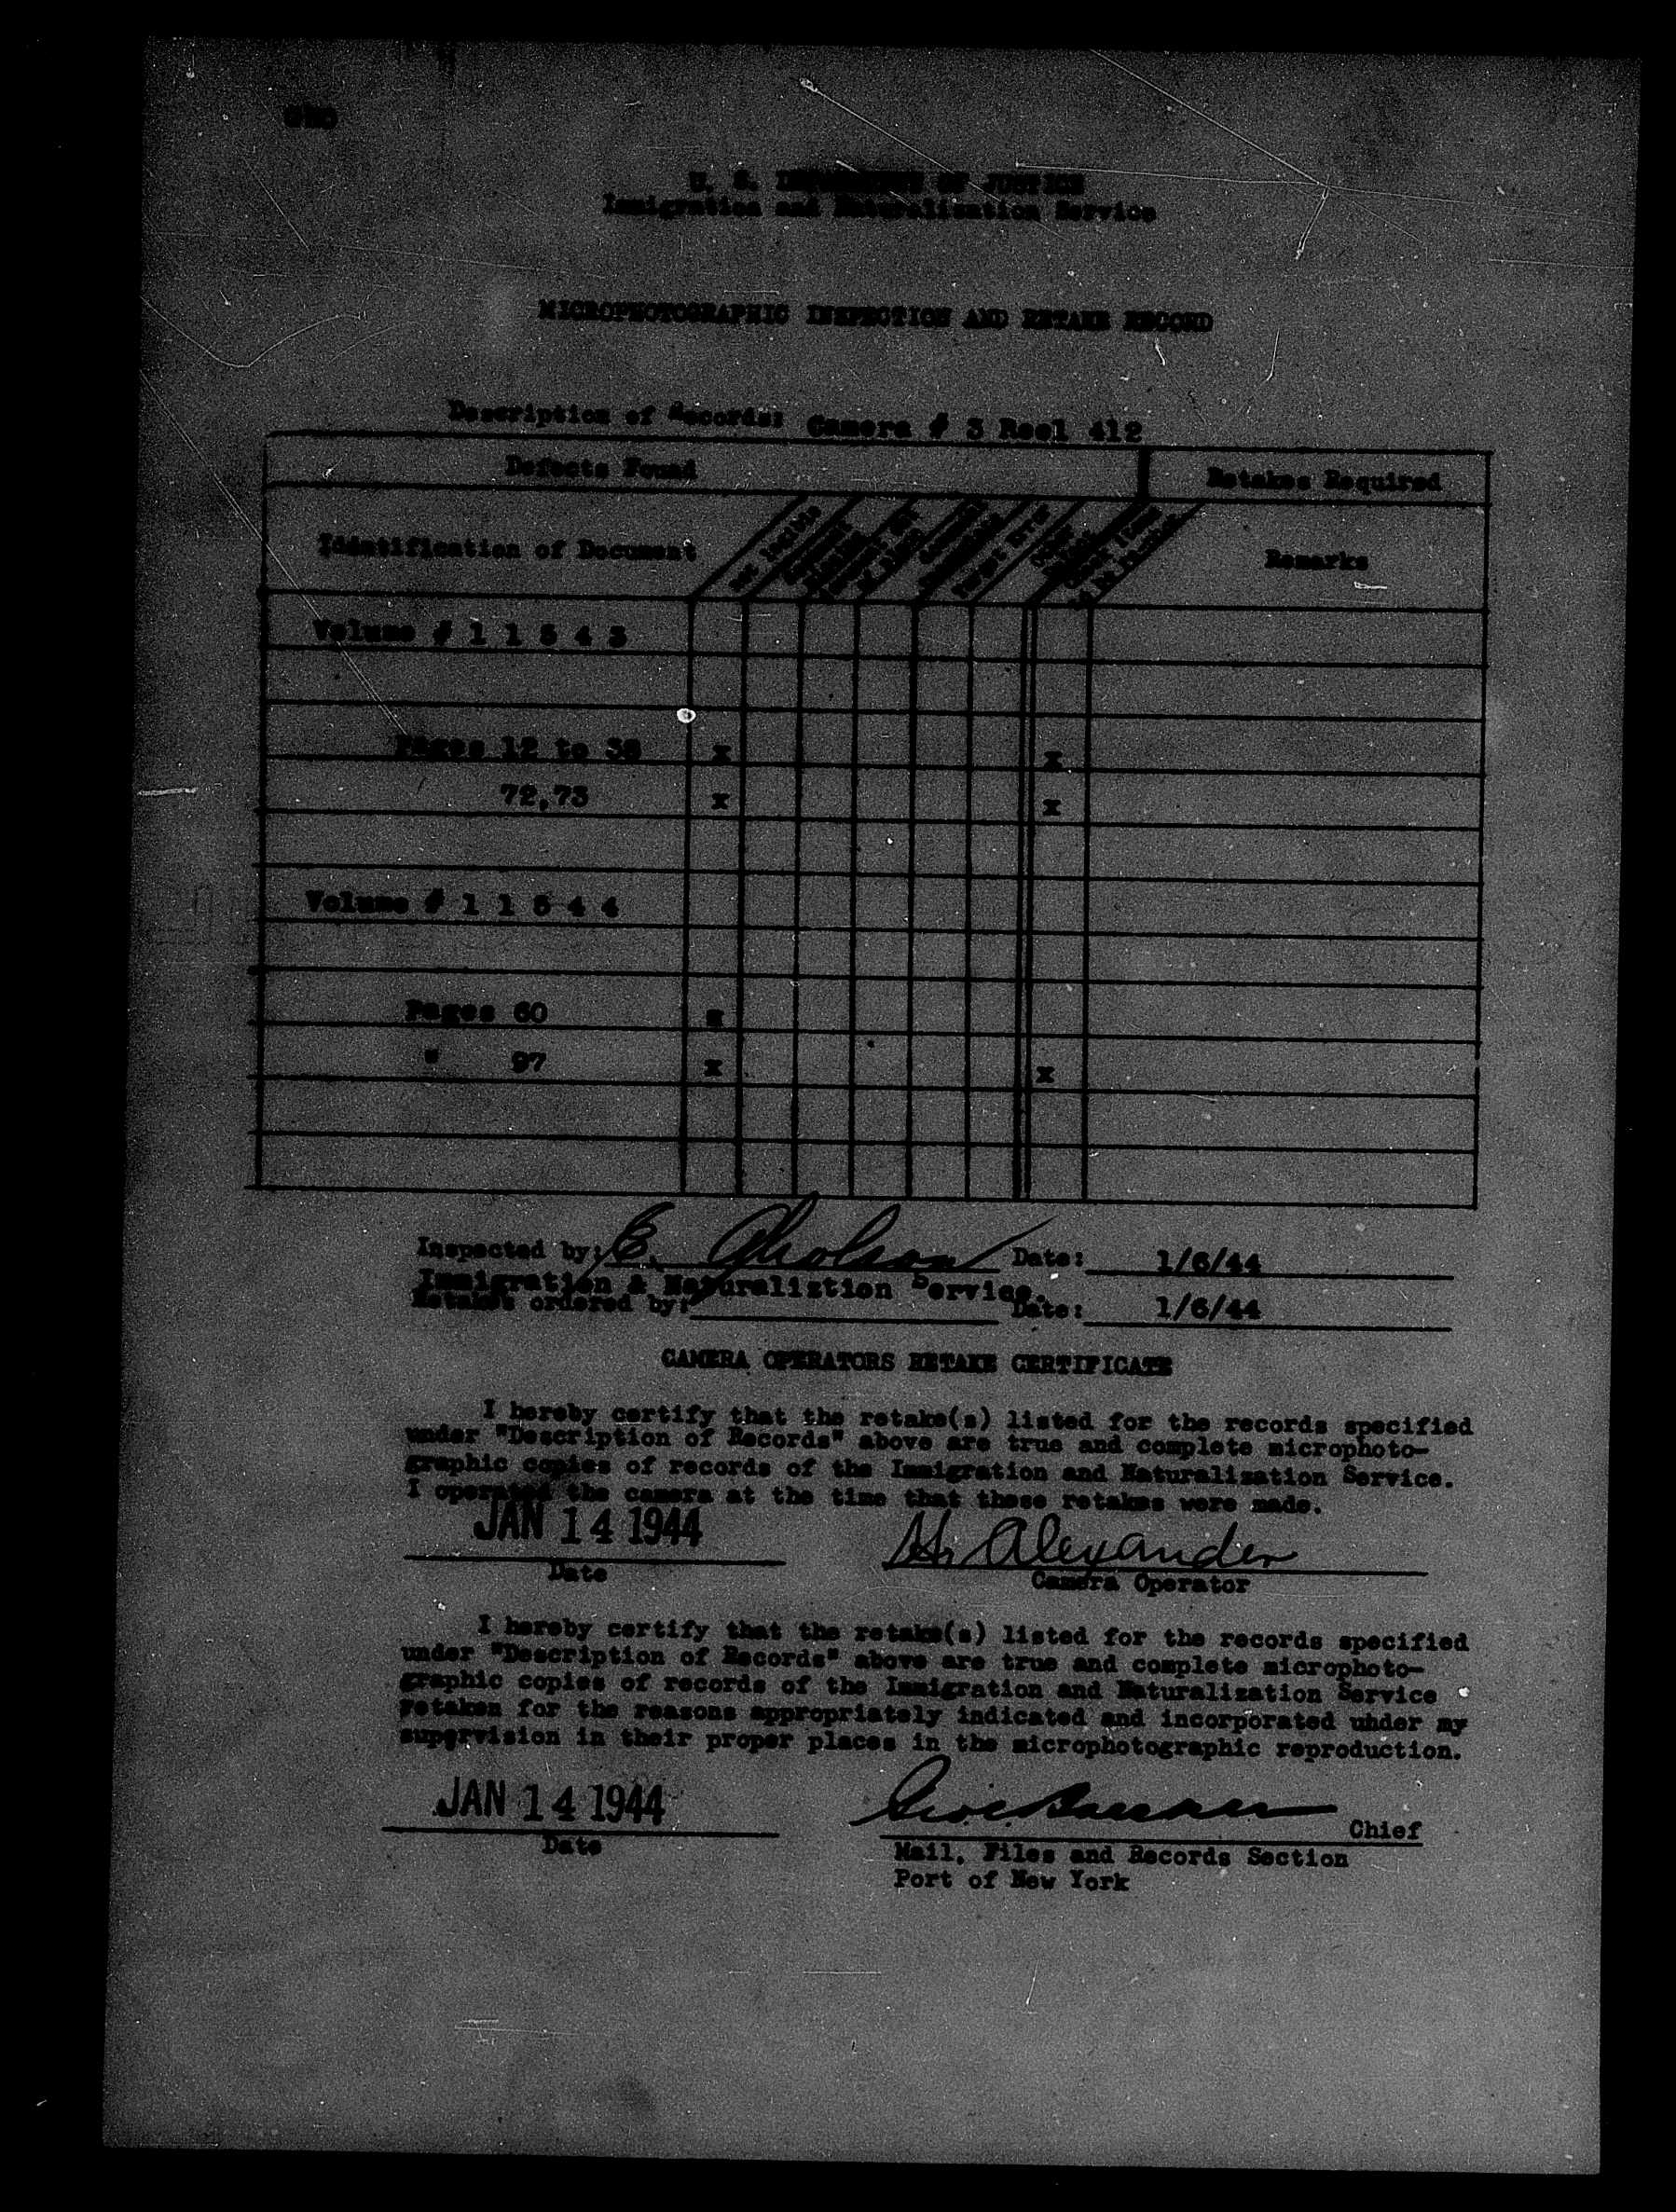 U. S. DEPARTMENT OF JUSTICE
Immigration and Naturalization Service
MICROPHOTOGRAPHIC INSPECTION AND RETAKE RECORD
Description of Records: Camera # 3 Reel 412
Defects Found
Retakes Required
Identification of Document
Not Legible
Remarks
Volume # 1 1 5 4 3
Pages 12 to 38 x x
72,73 x x
Volume # 1 1 5 4 4
Pages 60 x
" 97 x x
Inspected by: E. Gholson Date: 1/6/44
Immigration & Naturaliztion Service.
Retakes ordered by: Date: 1/6/44
CAMERA OPERATORS RETAKE CERTIFICATE
I hereby certify that the retake(s) listed for the records specified
under "Description of Records" above are true and complete microphoto-
graphic copies of records of the Immigration and Naturalization Service.
I operated the camera at the time that these retakes were made.
JAN 14 1944 H. Alexander
Date Camera Operator
I hereby certify that the retake(s) listed for the records specified
under "Description of Records" above are true and complete microphoto-
graphic copies of records of the Immigration and Naturalization Service
retaken for the reasons appropriately indicated and incorporated under my
supervision in their proper places in the microphotographic reproduction.
JAN 14 1944 Chief
Date Mail, Files and Records Section
Port of New York